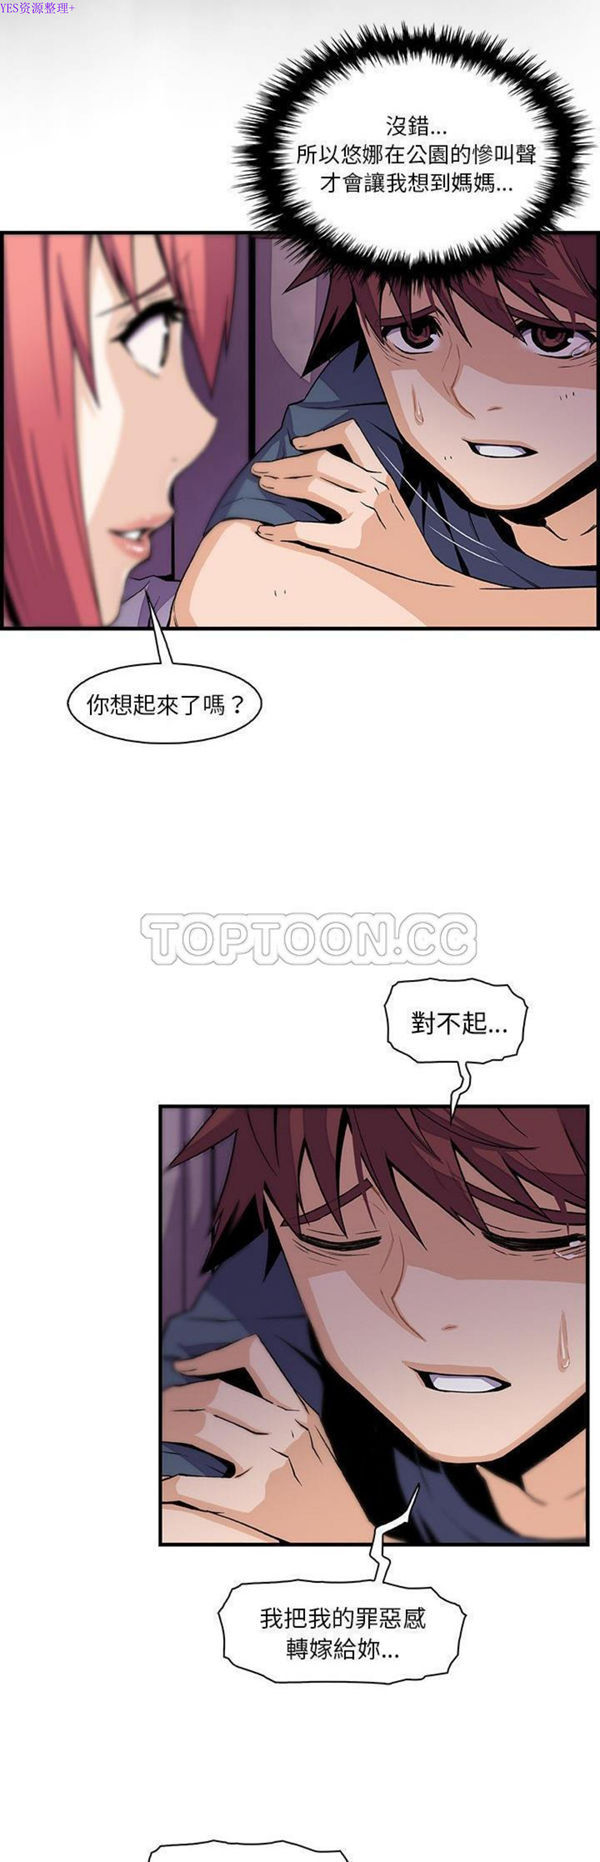 YES资源整理+
沒錯...
所以悠娜在公園的慘叫聲
才會讓我想到媽媽...
你想起來了嗎？
TOPTOON.CC
對不起...
我把我的罪惡感
轉嫁給妳...